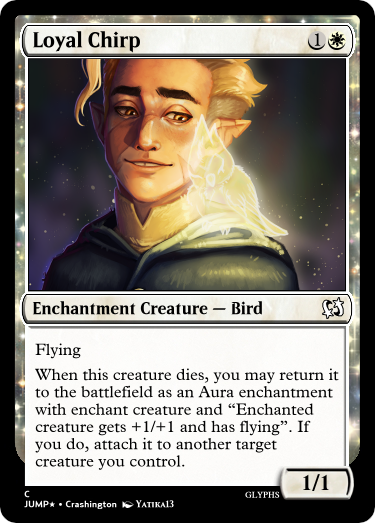 Loyal Chirp 1
Enchantment Creature — Bird
Flying
When this creature dies, you may return it
to the battlefield as an Aura enchantment
with enchant creature and “Enchanted
creature gets +1/+1 and has flying”. If
you do, attach it to another target
creature you control.
1/1
C
JUMP★ • Crashington Yatika13
GLYPHS